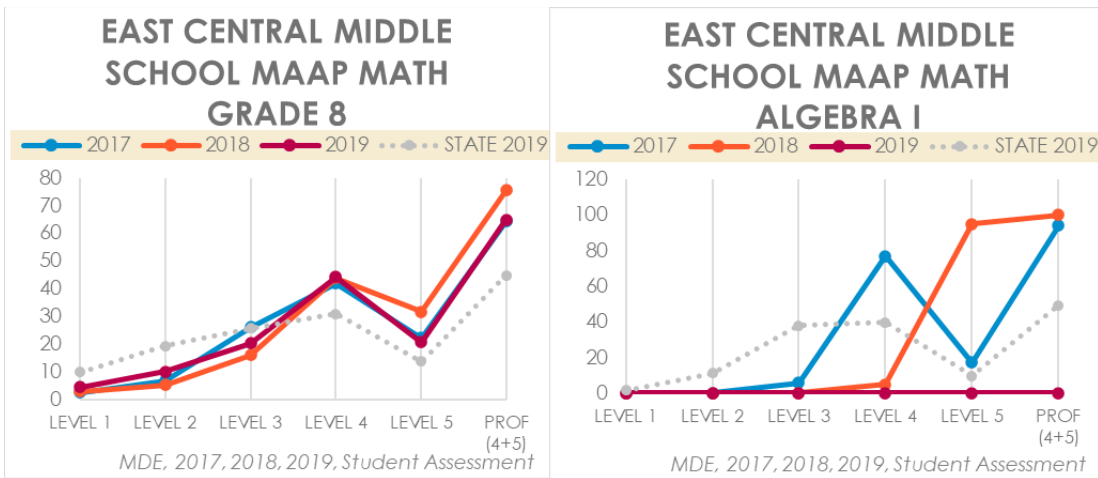 EAST CENTRAL MIDDLE
SCHOOL MAAP MATH
GRADE 8
2017 2018 2019 STATE 2019
80
70
60
50
40
30
20
10
0
LEVEL 1 LEVEL 2 LEVEL 3 LEVEL 4 LEVEL 5 PROF
(4+5)
MDE, 2017, 2018, 2019, Student Assessment
EAST CENTRAL MIDDLE
SCHOOL MAAP MATH
ALGEBRA I
2017 2018 2019 STATE 2019
120
100
80
60
40
20
0
LEVEL 1 LEVEL 2 LEVEL 3 LEVEL 4 LEVEL 5 PROF
(4+5)
MDE, 2017, 2018, 2019, Student Assessment